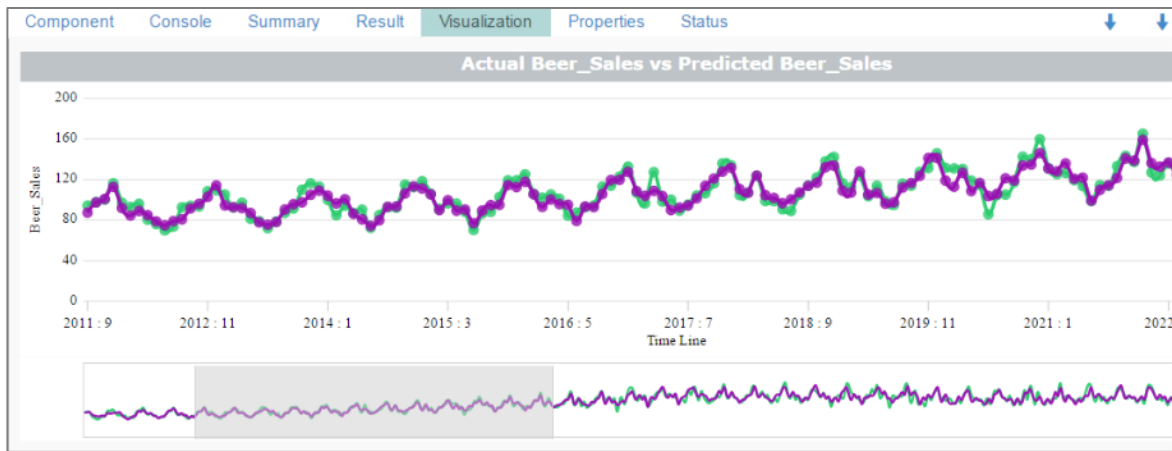 Component Console Summary Result Visualization Properties Status
Actual Beer_Sales vs Predicted Beer_Sales
200
160
120
80
40
0
Beer_Sales
2011 : 9 2012 : 11 2014 : 1 2015 : 3 2016 : 5 2017 : 7 2018 : 9 2019 : 11 2021 : 1 2022
Time Line